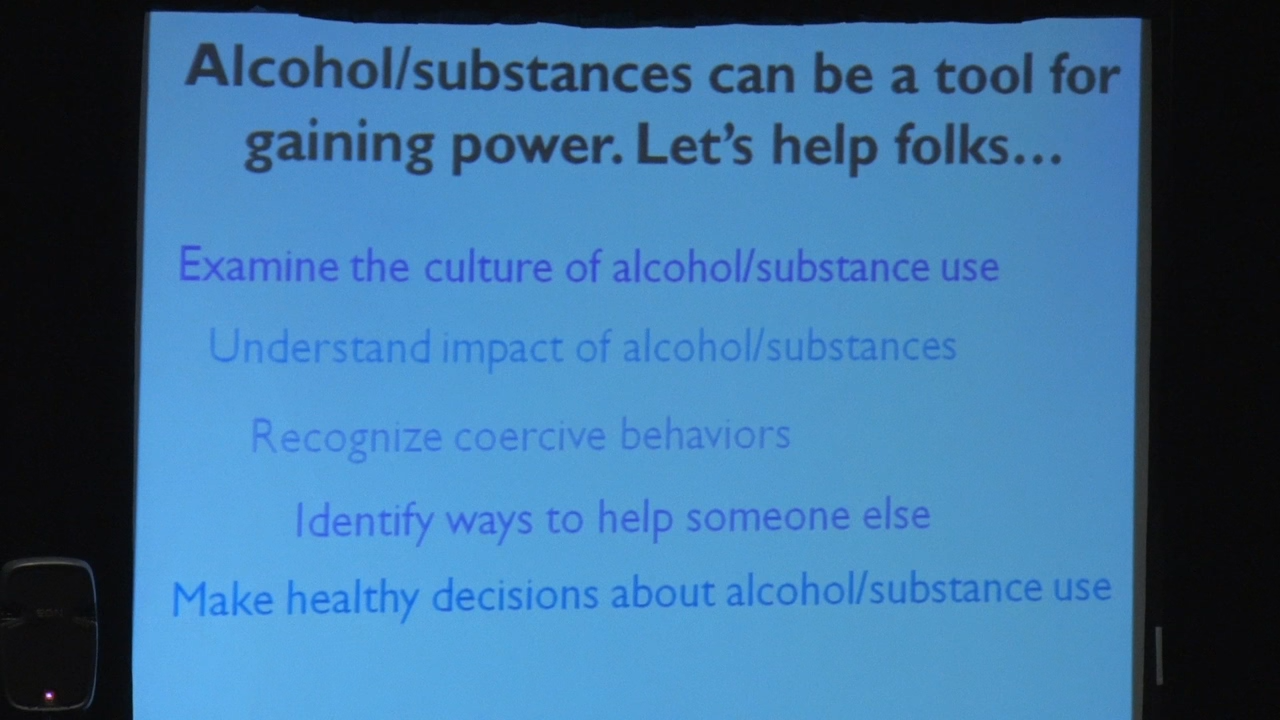 Alcohol/substances can be a tool for
gaining power. Let's help folks...
Examine the culture of alcohol/substance use
Understand impact of alcohol/substances
Recognize coercive behaviors
Identify ways to help someone else
Make healthy decisions about alcohol/substance use